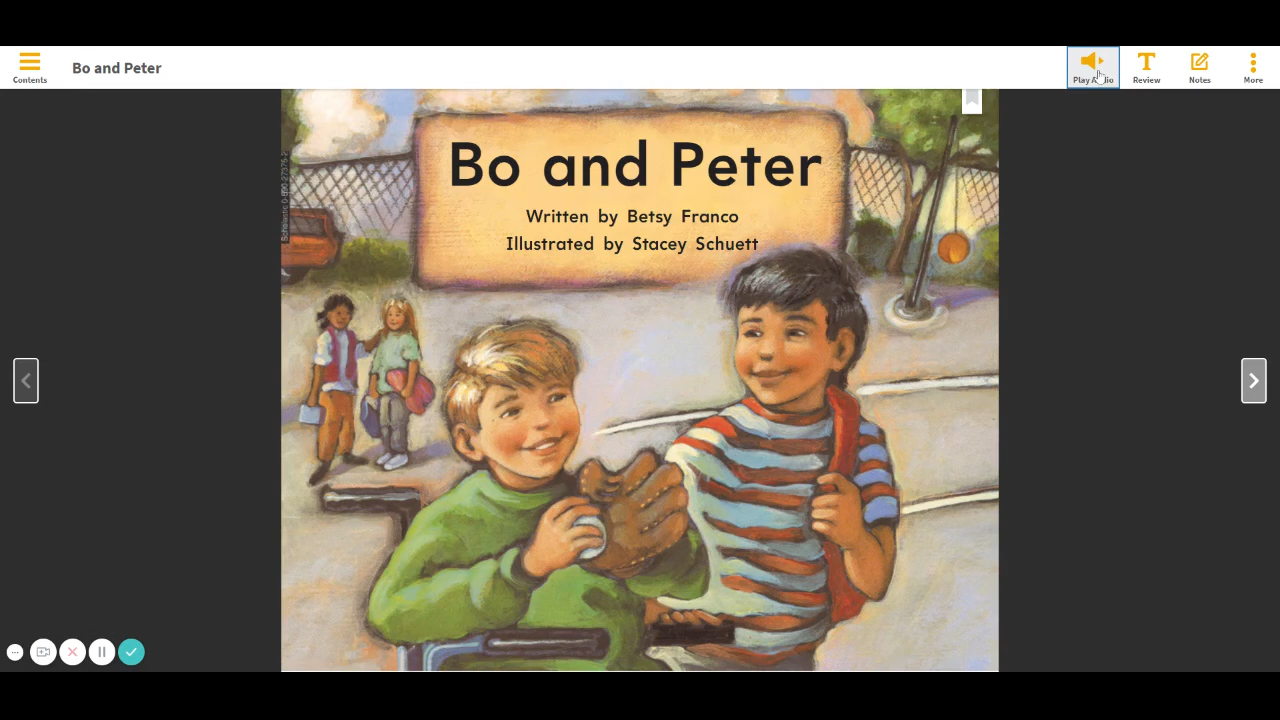 Contents
Bo and Peter
Play
Review
Notes
More
Bo and Peter
Written by Betsy Franco
Illustrated by Stacey Schuett